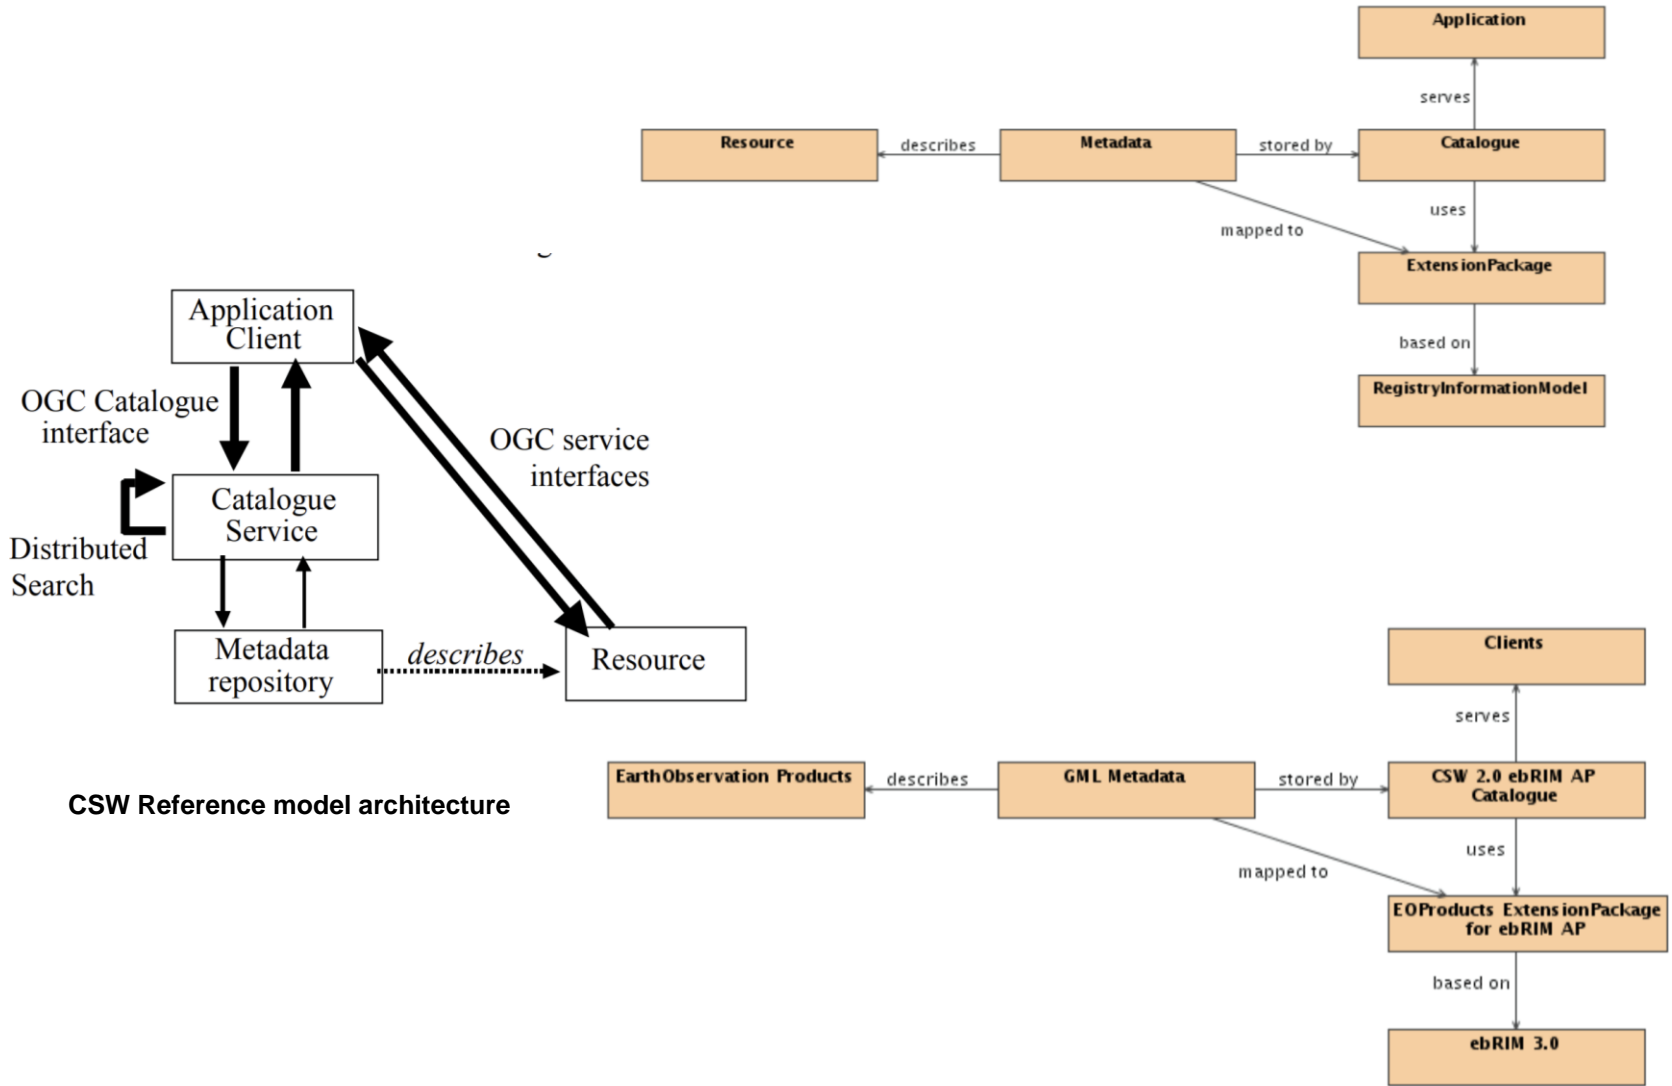 Application
serves
Resource
describes
Metadata
stored by
Catalogue
uses
mapped to
ExtensionPackage
based on
RegistryInformationModel
Application
Client
OGC Catalogue
interface
OGC service
interfaces
Catalogue
Service
Distributed
Search
Metadata
repository
describes
Resource
CSW Reference model architecture
Clients
serves
EarthObservation Products
describes
GML Metadata
stored by
CSW 2.0 ebRIM AP
Catalogue
uses
mapped to
EOProducts ExtensionPackage
for ebRIM AP
based on
ebRIM 3.0